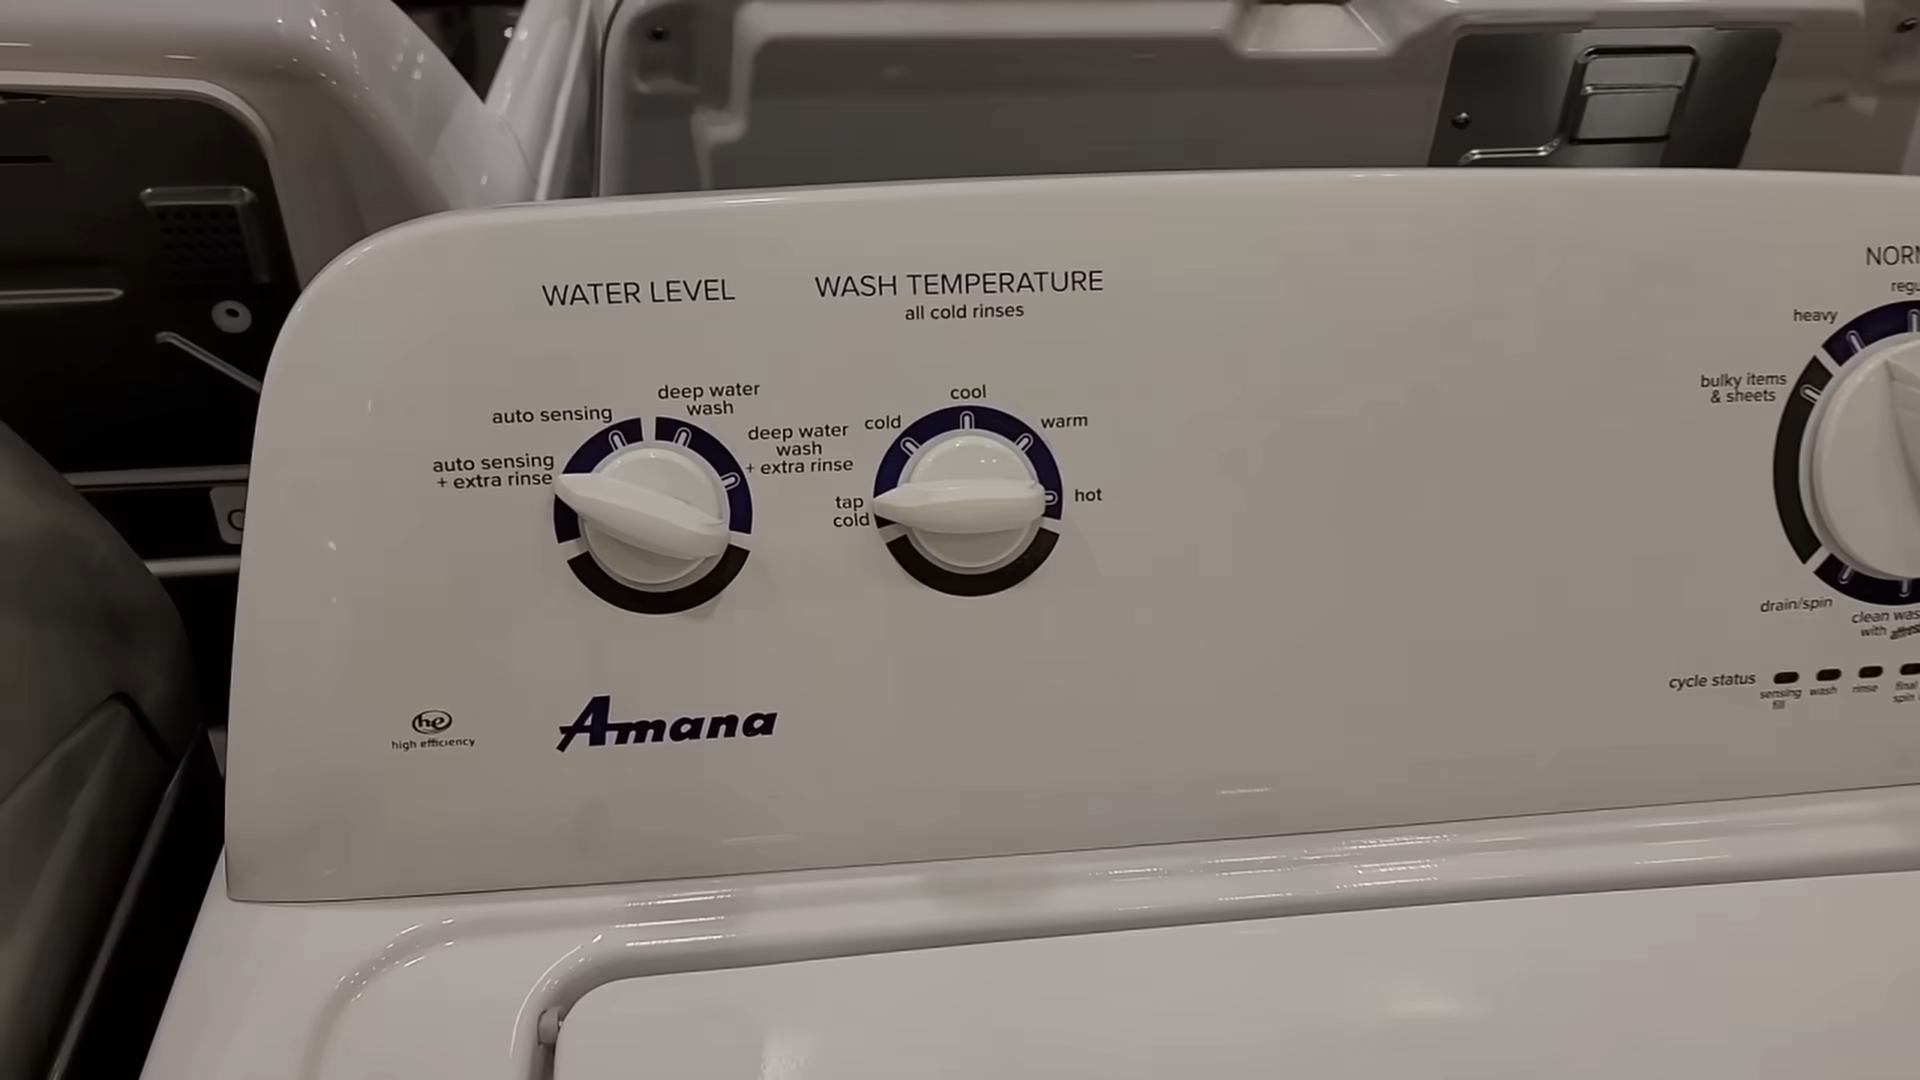 WATER LEVEL
auto sensing
+ extra rinse
auto sensing
deep water
wash
deep water
wash
+ extra rinse
WASH TEMPERATURE
all cold rinses
tap
cold
cold
cool
warm
hot
heavy
bulky items
& sheets
drain/spin
with
cycle status
sensing
fill
wash
rinse
final
spin
he
high efficiency
Amana